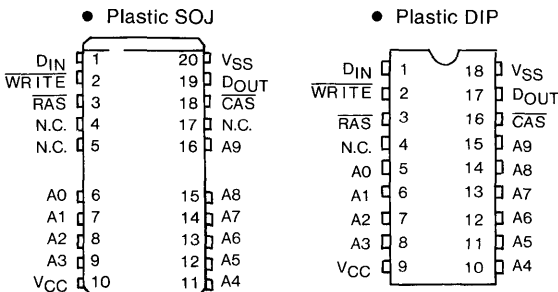 ● Plastic SOJ
DIN 1 20 VSS
WRITE 2 19 DOUT
RAS 3 18 CAS
N.C. 4 17 N.C.
N.C. 5 16 A9
A0 6 15 A8
A1 7 14 A7
A2 8 13 A6
A3 9 12 A5
VCC 10 11 A4
● Plastic DIP
DIN 1 18 VSS
WRITE 2 17 DOUT
RAS 3 16 CAS
N.C. 4 15 A9
A0 5 14 A8
A1 6 13 A7
A2 7 12 A6
A3 8 11 A5
VCC 9 10 A4